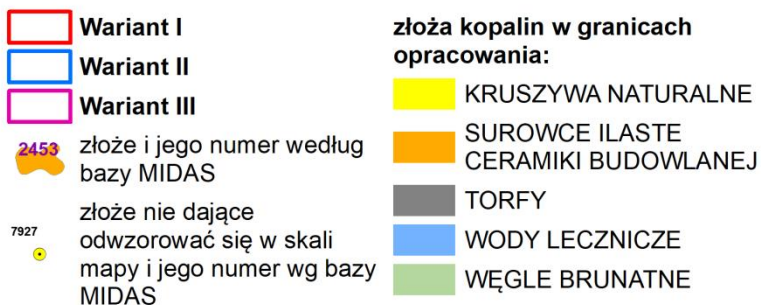 Wariant I
Wariant II
Wariant III
2453
złoże i jego numer według
bazy MIDAS
7927
złoże nie dające
odwzorować się w skali
mapy i jego numer wg bazy
MIDAS
złoża kopalin w granicach
opracowania:
KRUSZYWA NATURALNE
SUROWCE ILASTE
CERAMIKI BUDOWLANEJ
TORFY
WODY LECZNICZE
WĘGLE BRUNATNE